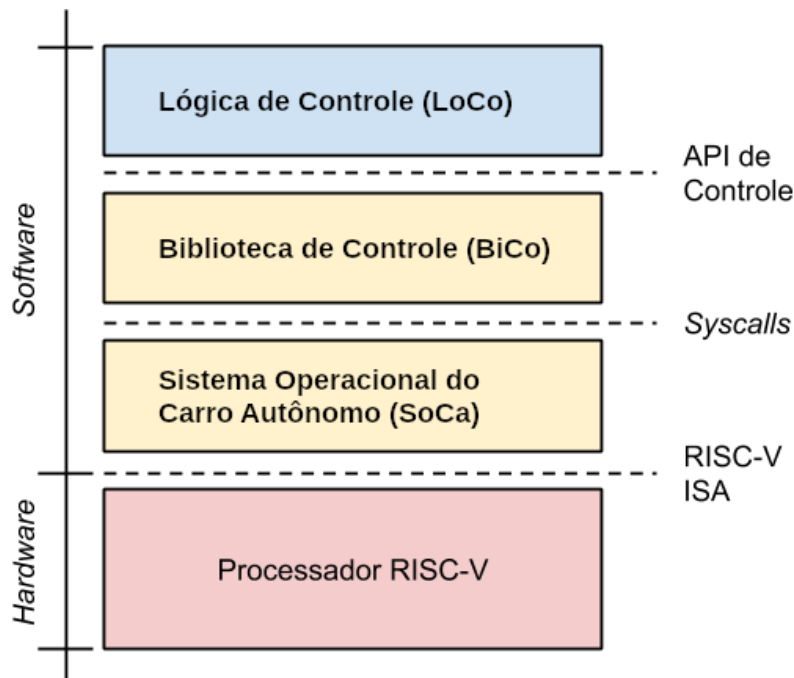 Lógica de Controle (LoCo)
API de
Controle
Biblioteca de Controle (BiCo)
Software
Syscalls
Sistema Operacional do
Carro Autônomo (SoCa)
RISC-V
ISA
Hardware
Processador RISC-V